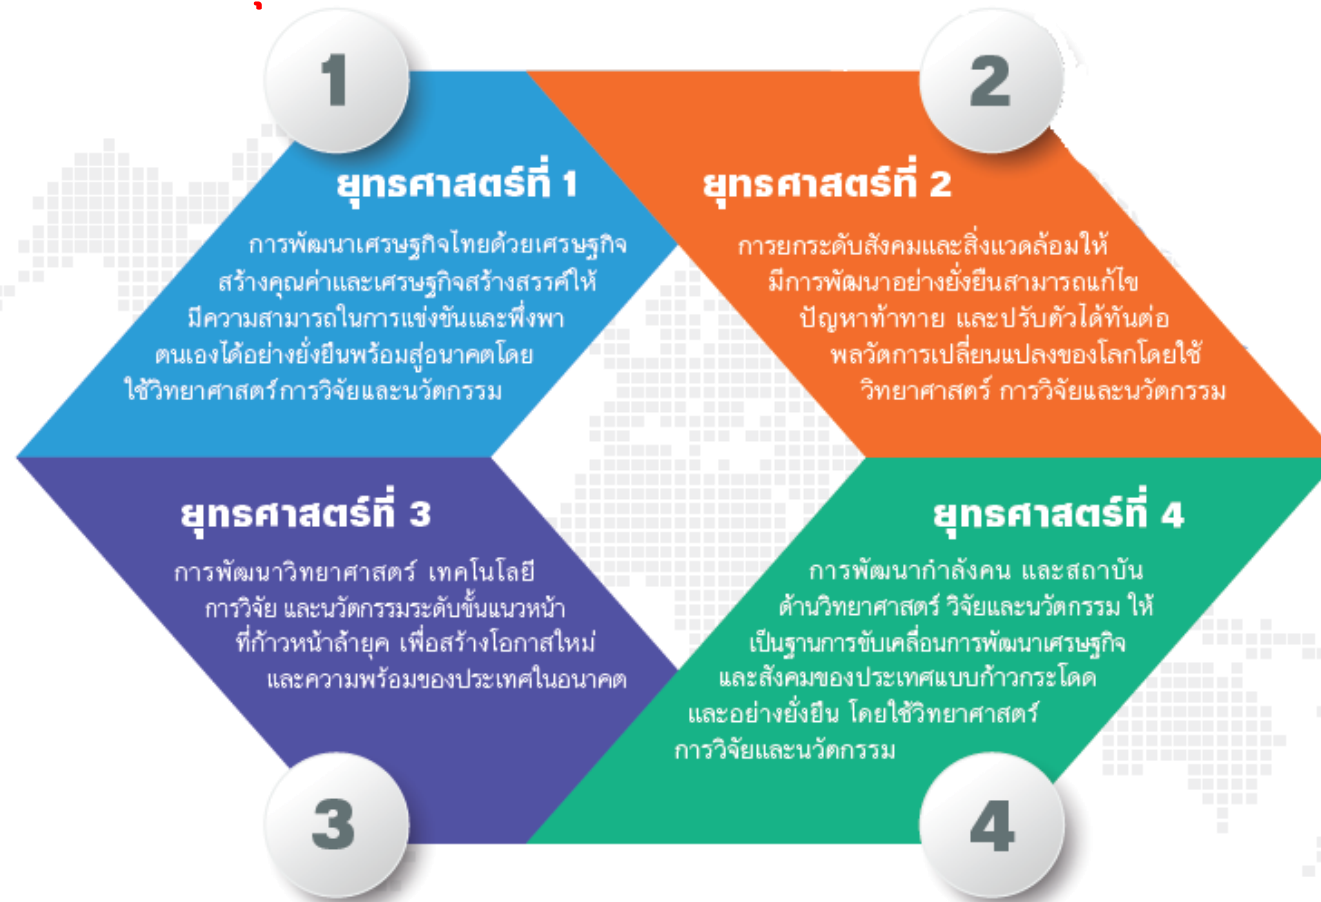 1
ยุทธศาสตร์ที่ 1
การพัฒนาเศรษฐกิจไทยด้วยเศรษฐกิจ
สร้างคุณค่าและเศรษฐกิจสร้างสรรค์ให้
มีความสามารถในการแข่งขันและพึ่งพา
ตนเองได้อย่างยั่งยืนพร้อมสู่อนาคตโดย
ใช้วิทยาศาสตร์การวิจัยและนวัตกรรม
2
ยุทธศาสตร์ที่ 2
การยกระดับสังคมและสิ่งแวดล้อมให้
มีการพัฒนาอย่างยั่งยืนสามารถแก้ไข
ปัญหาท้าทาย และปรับตัวได้ทันต่อ
พลวัตการเปลี่ยนแปลงของโลกโดยใช้
วิทยาศาสตร์ การวิจัยและนวัตกรรม
ยุทธศาสตร์ที่ 3
การพัฒนาวิทยาศาสตร์ เทคโนโลยี
การวิจัย และนวัตกรรมระดับขั้นแนวหน้า
ที่ก้าวหน้าล้ำยุค เพื่อสร้างโอกาสใหม่
และความพร้อมของประเทศในอนาคต
3
ยุทธศาสตร์ที่ 4
การพัฒนากำลังคน และสถาบัน
ด้านวิทยาศาสตร์ วิจัยและนวัตกรรม ให้
เป็นฐานการขับเคลื่อนการพัฒนาเศรษฐกิจ
และสังคมของประเทศแบบก้าวกระโดด
และอย่างยั่งยืน โดยใช้วิทยาศาสตร์
การวิจัยและนวัตกรรม
4